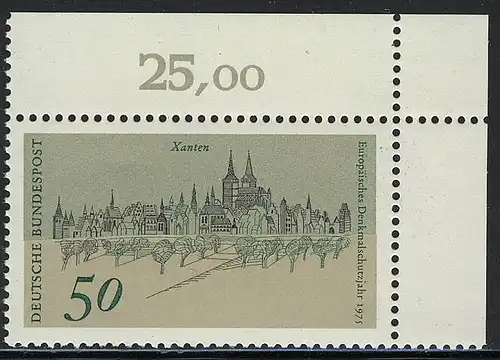 25,00
Xanten
DEUTSCHE BUNDESPOST
Europäisches Denkmalschutzjahr 1975
50